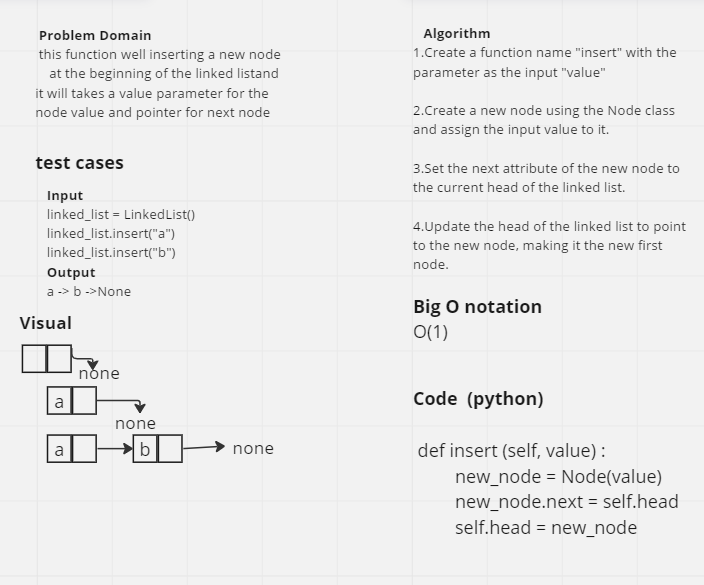 Problem Domain
this function well inserting a new node
at the beginning of the linked listand
it will takes a value parameter for the
node value and pointer for next node
test cases
Input
linked_list = LinkedList()
linked_list.insert("a")
linked_list.insert("b")
Output
a -> b ->None
Visual
none
a
none
a b none
Algorithm
1.Create a function name "insert" with the
parameter as the input "value"
2.Create a new node using the Node class
and assign the input value to it.
3.Set the next attribute of the new node to
the current head of the linked list.
4.Update the head of the linked list to point
to the new node, making it the new first
node.
Big O notation
O(1)
Code (python)
def insert (self, value) :
new_node = Node(value)
new_node.next = self.head
self.head = new_node